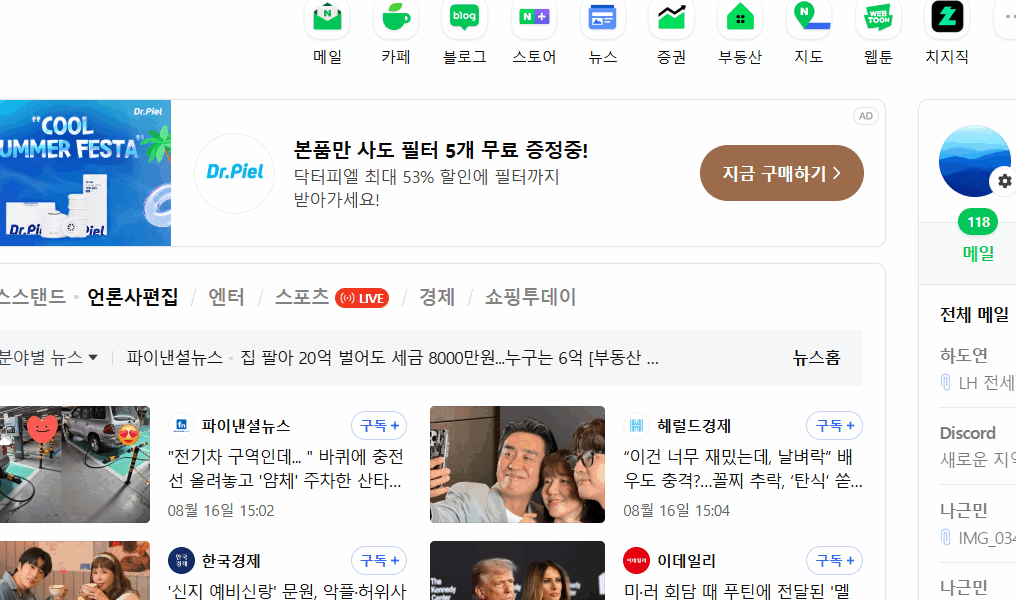 메일 카페 블로그 스토어 뉴스 증권 부동산 지도 웹툰 치지직
blog
WEB
TOON
Dr.Piel
"COOL
SUMMER FESTA"
Dr.Piel
본품만 사도 필터 5개 무료 증정중!
닥터피엘 최대 53% 할인에 필터까지
받아가세요!
지금 구매하기 >
AD
118
메일
스스탠드 · 언론사편집 / 엔터 / 스포츠 LIVE / 경제 / 쇼핑투데이
분야별 뉴스 ▾ 파이낸셜뉴스 · 집 팔아 20억 벌어도 세금 8000만원...누구는 6억 [부동산 ... 뉴스홈
파이낸셜뉴스 구독 +
"전기차 구역인데... " 바퀴에 충전
선 올려놓고 '얌체' 주차한 산타...
08월 16일 15:02
헤럴드경제 구독 +
“이건 너무 재밌는데, 날벼락” 배
우도 충격?...꼴찌 추락, ‘탄식’ 쏟...
08월 16일 15:04
한국경제 구독 +
'신지 예비신랑' 문원, 악플·허위사
이데일리 구독 +
미·러 회담 때 푸틴에 전달된 '멜
The
Kennedy
Center
전체 메일
하도연
LH 전세
Discord
새로운 지역
나근민
IMG_034
나근민